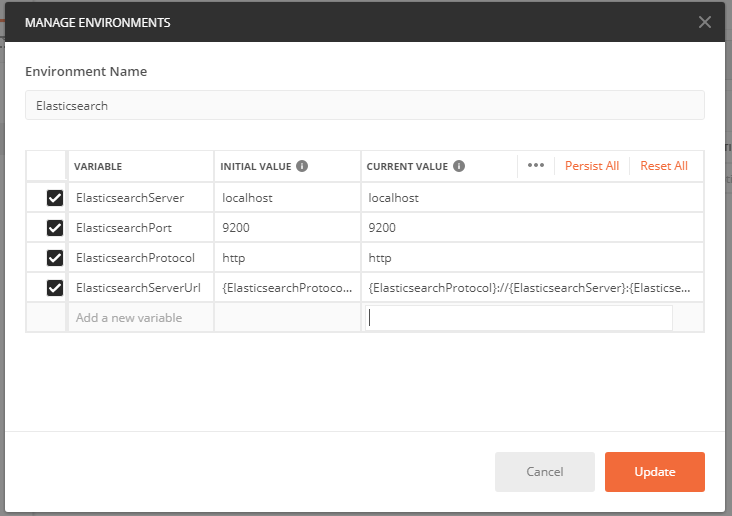 MANAGE ENVIRONMENTS
Environment Name
Elasticsearch
VARIABLE INITIAL VALUE CURRENT VALUE ••• Persist All Reset All
ElasticsearchServer localhost localhost
ElasticsearchPort 9200 9200
ElasticsearchProtocol http http
ElasticsearchServerUrl {ElasticsearchProtoco... {ElasticsearchProtocol}://{ElasticsearchServer}:{Elasticse...
Add a new variable
Cancel Update